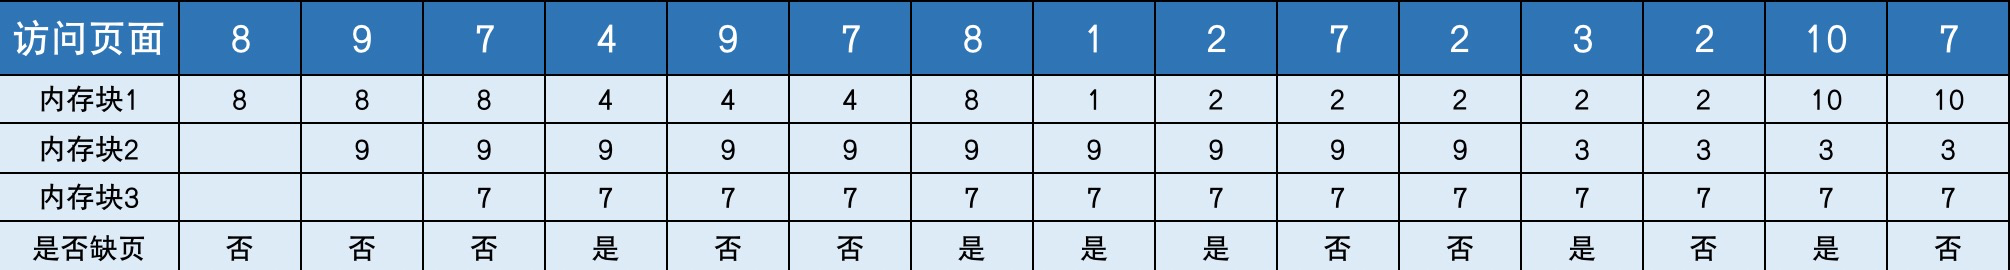 访问页面 8 9 7 4 9 7 8 1 2 7 2 3 2 10 7
内存块1 8 8 8 4 4 4 8 1 2 2 2 2 2 10 10
内存块2 9 9 9 9 9 9 9 9 9 9 3 3 3 3
内存块3 7 7 7 7 7 7 7 7 7 7 7 7 7
是否缺页 否 否 否 是 否 否 是 是 是 否 否 是 否 是 否